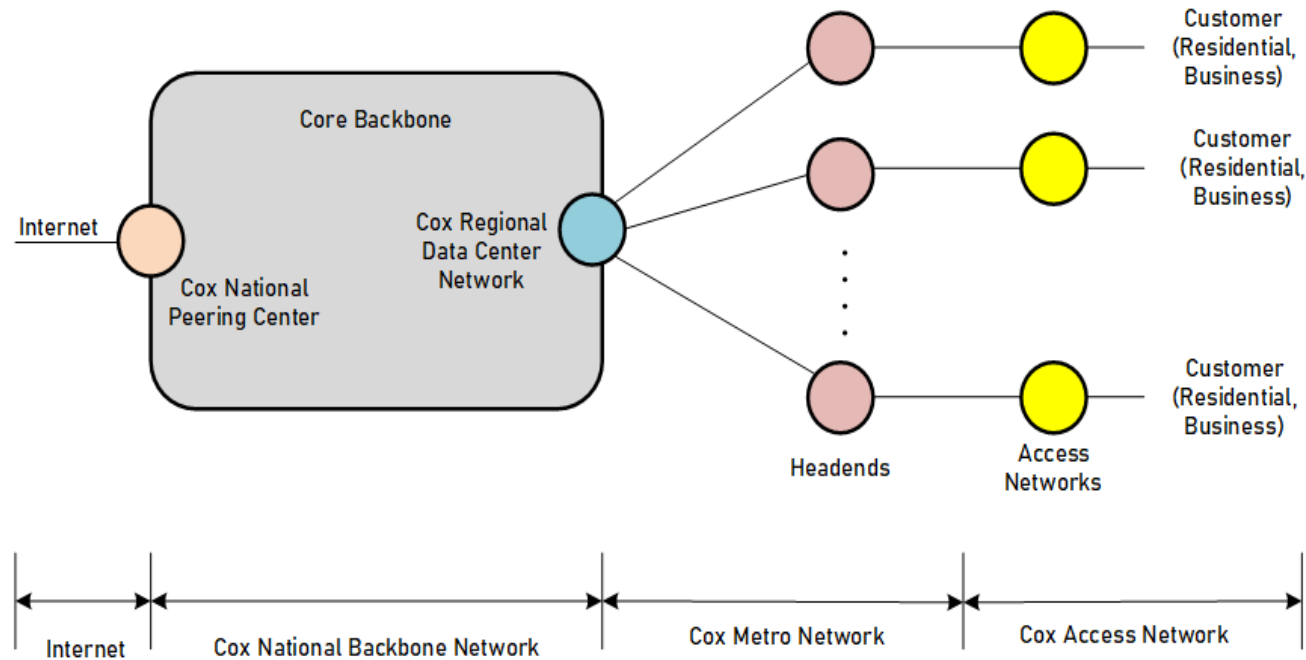 Customer
(Residential,
Business)
Core Backbone
Customer
(Residential,
Business)
Internet
Cox Regional
Data Center
Network
Cox National
Peering Center
Customer
(Residential,
Business)
Headends
Access
Networks
Internet
Cox National Backbone Network
Cox Metro Network
Cox Access Network